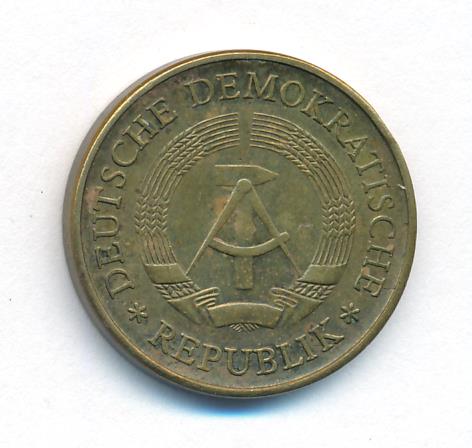 DEUTSCHE DEMOKRATISCHE
* REPUBLIK *